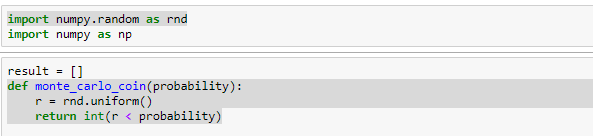 import numpy.random as rnd
import numpy as np
result = []
def monte_carlo_coin(probability):
    r = rnd.uniform()
    return int(r < probability)